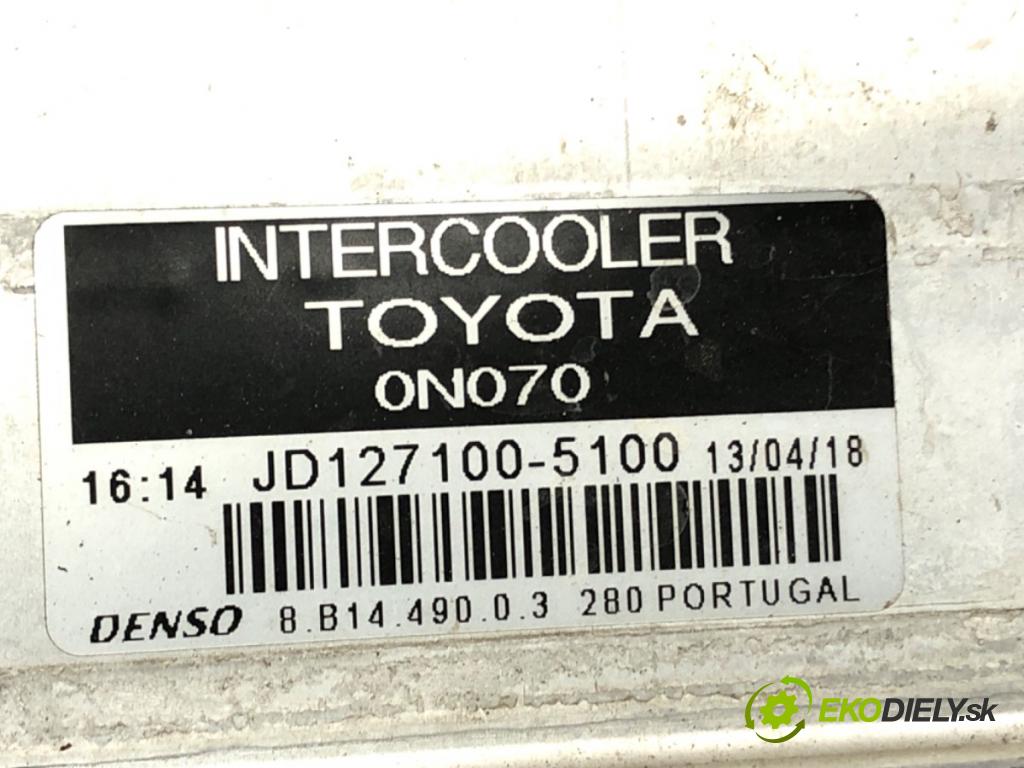 INTERCOOLER
TOYOTA
0N070
16:14 JD127100-5100 13/04/18
DENSO 8.B14.490.0.3 280 PORTUGAL
EKODIELY.sk